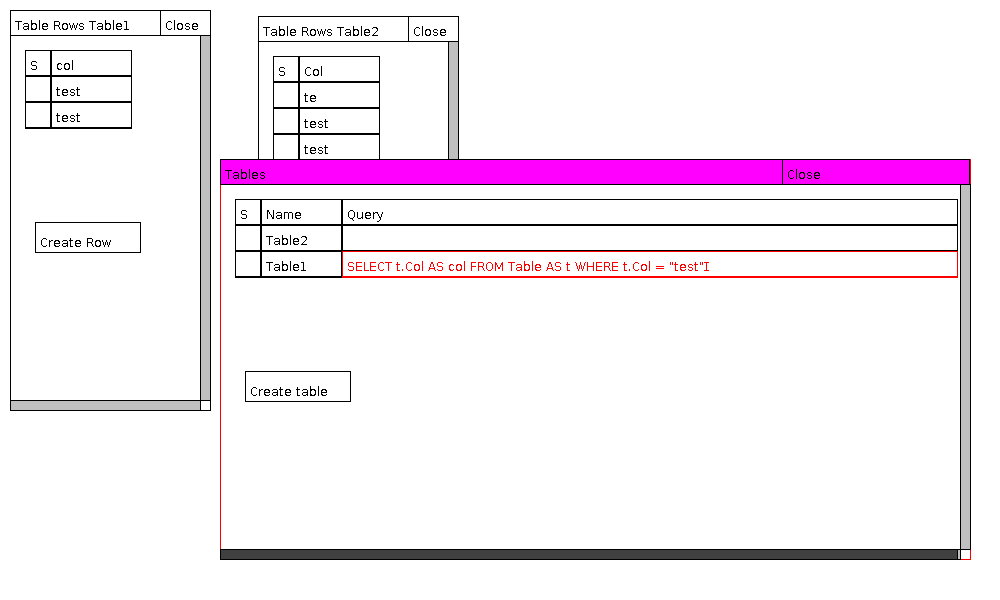 Table Rows Table1 Close
S col
test
test
Create Row
Table Rows Table2 Close
S Col
te
test
test
Tables Close
S Name Query
Table2
Table1 SELECT t.Col AS col FROM Table AS t WHERE t.Col = "test"
Create table